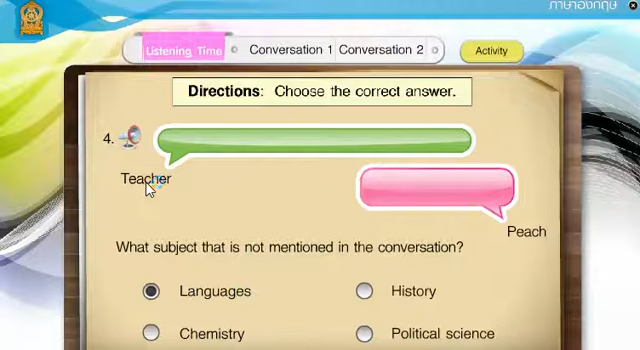 ภาษาอังกฤษ
Listening Time Conversation 1 Conversation 2 Activity
Directions: Choose the correct answer.
4.
Teacher
Peach
What subject that is not mentioned in the conversation?
Languages History
Chemistry Political science